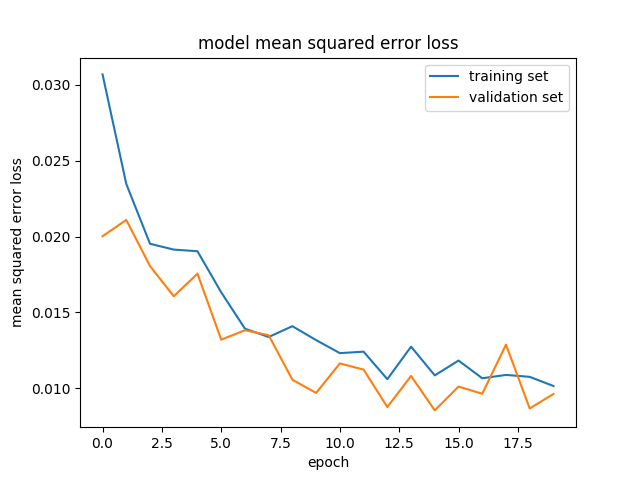 model mean squared error loss
training set
validation set
mean squared error loss
0.030
0.025
0.020
0.015
0.010
0.0 2.5 5.0 7.5 10.0 12.5 15.0 17.5
epoch